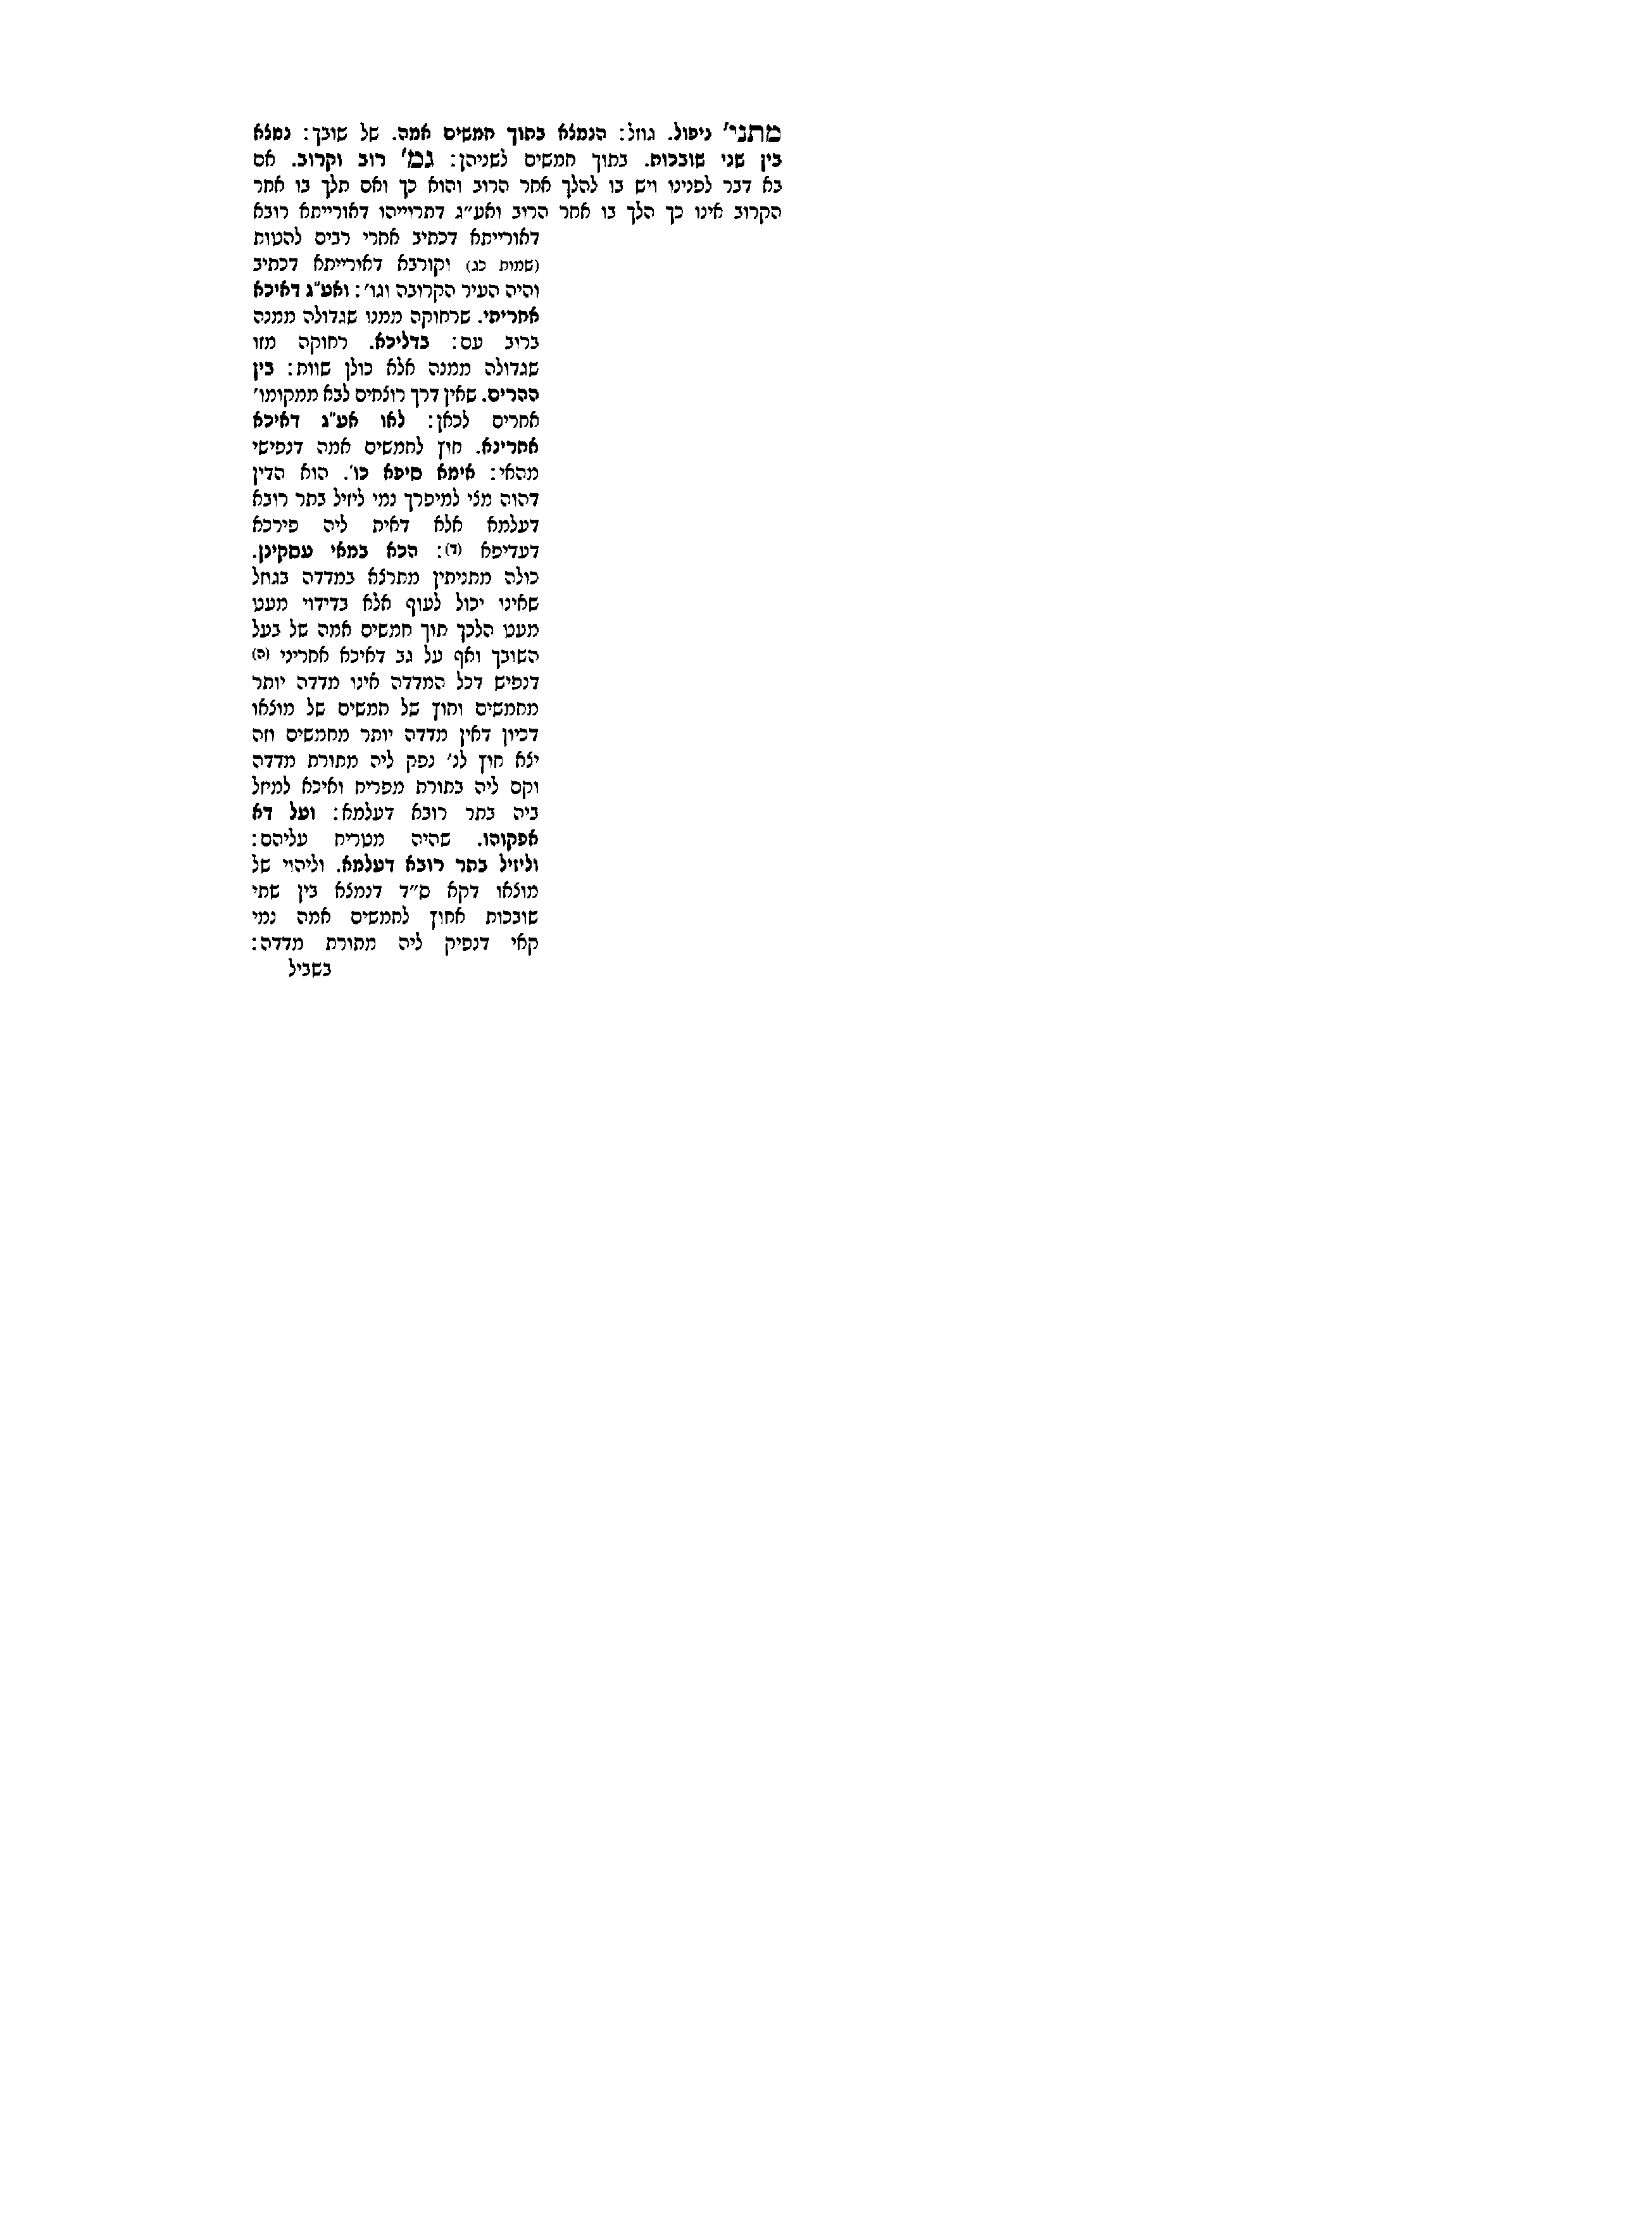 מתני׳ ניפול. גוזל: הנמצא בתוך חמשים אמה. של שובך: נמצא
בין שני שובכות. בתוך חמשים לשניהן: גמ׳ רוב וקרוב. אם
בא דבר לפנינו ויש בו להלך אחר הרוב והוא כך ואם תלך בו אחר
הקרוב אינו כך הלך בו אחר הרוב ואע״ג דתרוייהו דאורייתא רובא
דאורייתא דכתיב אחרי רבים להטות
(שמות כג) וקורבא דאורייתא דכתיב
והיה העיר הקרובה וגו׳: ואע״ג דאיכא
אחריתי. שרחוקה ממנו שגדולה ממנה
ברוב עם: בדליכא. רחוקה מזו
שגדולה ממנה אלא כולן שוות: בין
ההרים. שאין דרך רוצחים לבא ממקומו׳
אחרים לכאן: לאו אע״ג דאיכא
אחרינא. חוץ לחמשים אמה דנפישי
מהאי: אימא סיפא כו׳. הוא הדין
דהוה מצי למיפרך נמי ליזיל בתר רובא
דעלמא אלא דאית ליה פירכא
דעדיפא (ד): הכא במאי עסקינן.
כולה מתניתין מתרצא במדדה בגוזל
שאינו יכול לעוף אלא בדידוי מעט
מעט הלכך תוך חמשים אמה של בעל
השובך ואף על גב דאיכא אחריני (ה)
דנפיש דכל המדדה אינו מדדה יותר
מחמשים וחוץ של חמשים של מוצאו
דכיון דאין מדדה יותר מחמשים וזה
יצא חוץ לנ׳ נפק ליה מתורת מדדה
וקם ליה בתורת מפריח ואיכא למיזל
ביה בתר רובא דעלמא: ועל דא
אפקוהו. שהיה מטריח עליהם:
וליזיל בתר רובא דעלמא. וליהוי של
מוצאו דקא ס״ד דנמצא בין שתי
שובכות אחוץ לחמשים אמה נמי
קאי דנפיק ליה מתורת מדדה:
בשביל